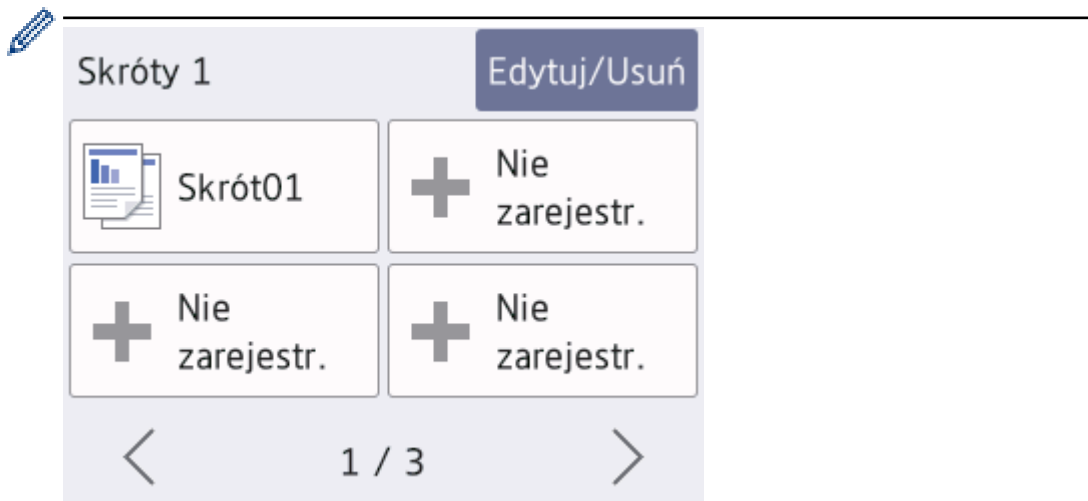 Skróty 1
Edytuj/Usuń
Skrót01
Nie
zarejestr.
Nie
zarejestr.
Nie
zarejestr.
1 / 3